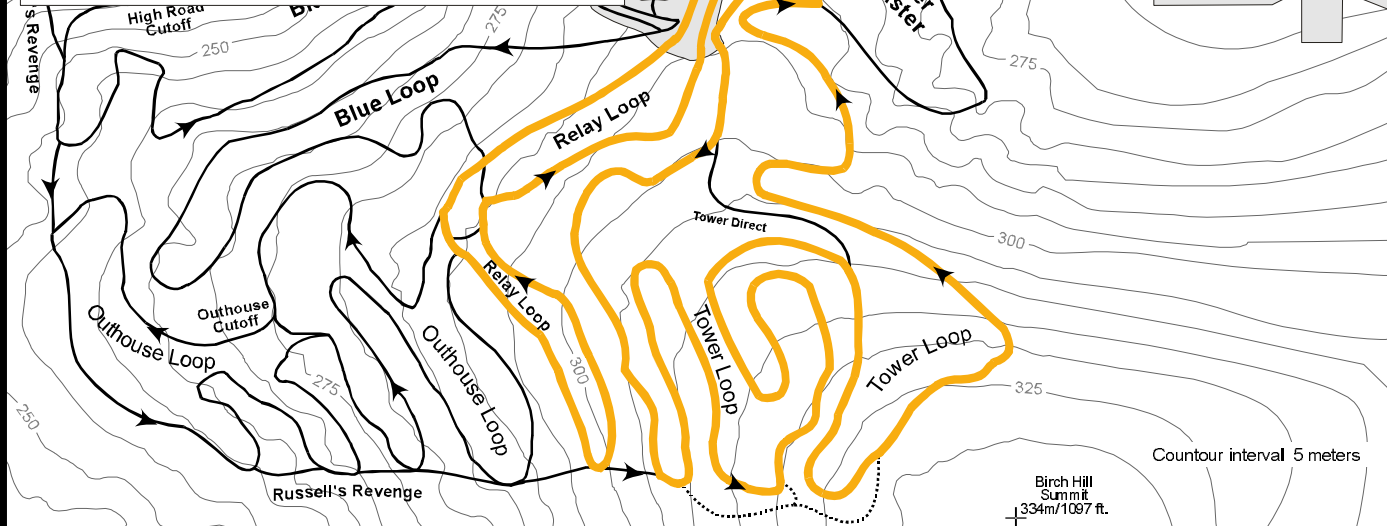 's Revenge
High Road
Cutoff
275
250
Blue Loop
Relay Loop
275
Tower Direct
300
Relay Loop
Outhouse
Cutoff
Outhouse Loop
Outhouse Loop
Tower Loop
Tower Loop
300
275
325
250
Countour interval 5 meters
Russell's Revenge
Birch Hill
Summit
334m/1097 ft.